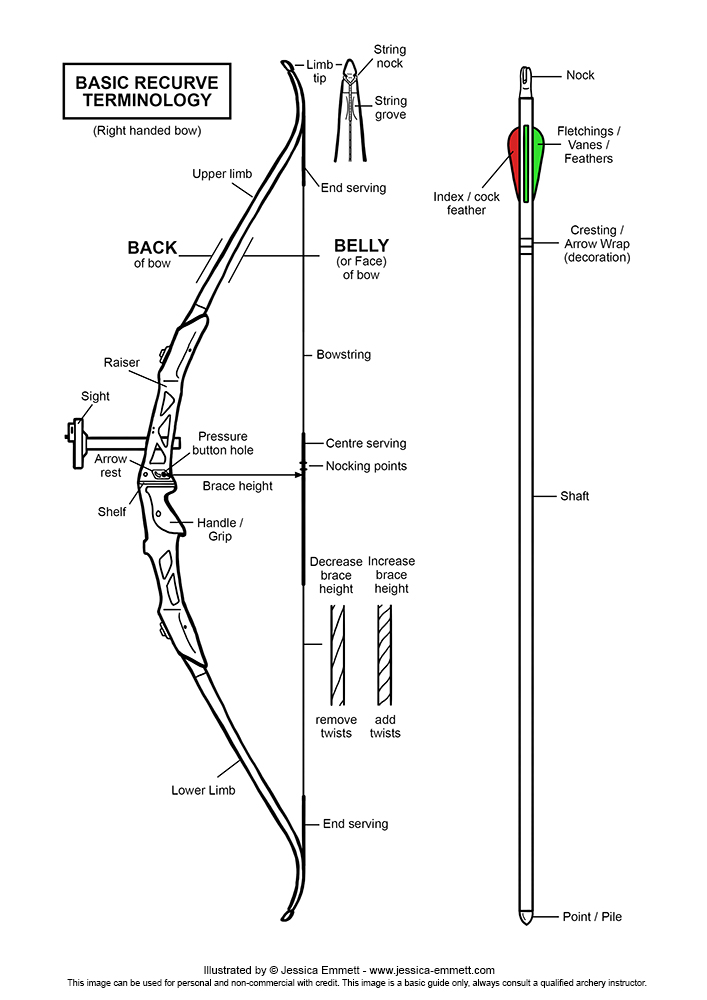 BASIC RECURVE
TERMINOLOGY
(Right handed bow)
Limb
tip
String
nock
String
grove
Upper limb
End serving
BACK
of bow
BELLY
(or Face)
of bow
Bowstring
Raiser
Sight
Pressure
button hole
Centre serving
Arrow
rest
Nocking points
Brace height
Shelf
Handle /
Grip
Decrease
brace
height
Increase
brace
height
remove
twists
add
twists
Lower Limb
End serving
Nock
Fletchings /
Vanes /
Feathers
Index / cock
feather
Cresting /
Arrow Wrap
(decoration)
Shaft
Point / Pile
Illustrated by © Jessica Emmett - www.jessica-emmett.com
This image can be used for personal and non-commercial with credit. This image is a basic guide only, always consult a qualified archery instructor.